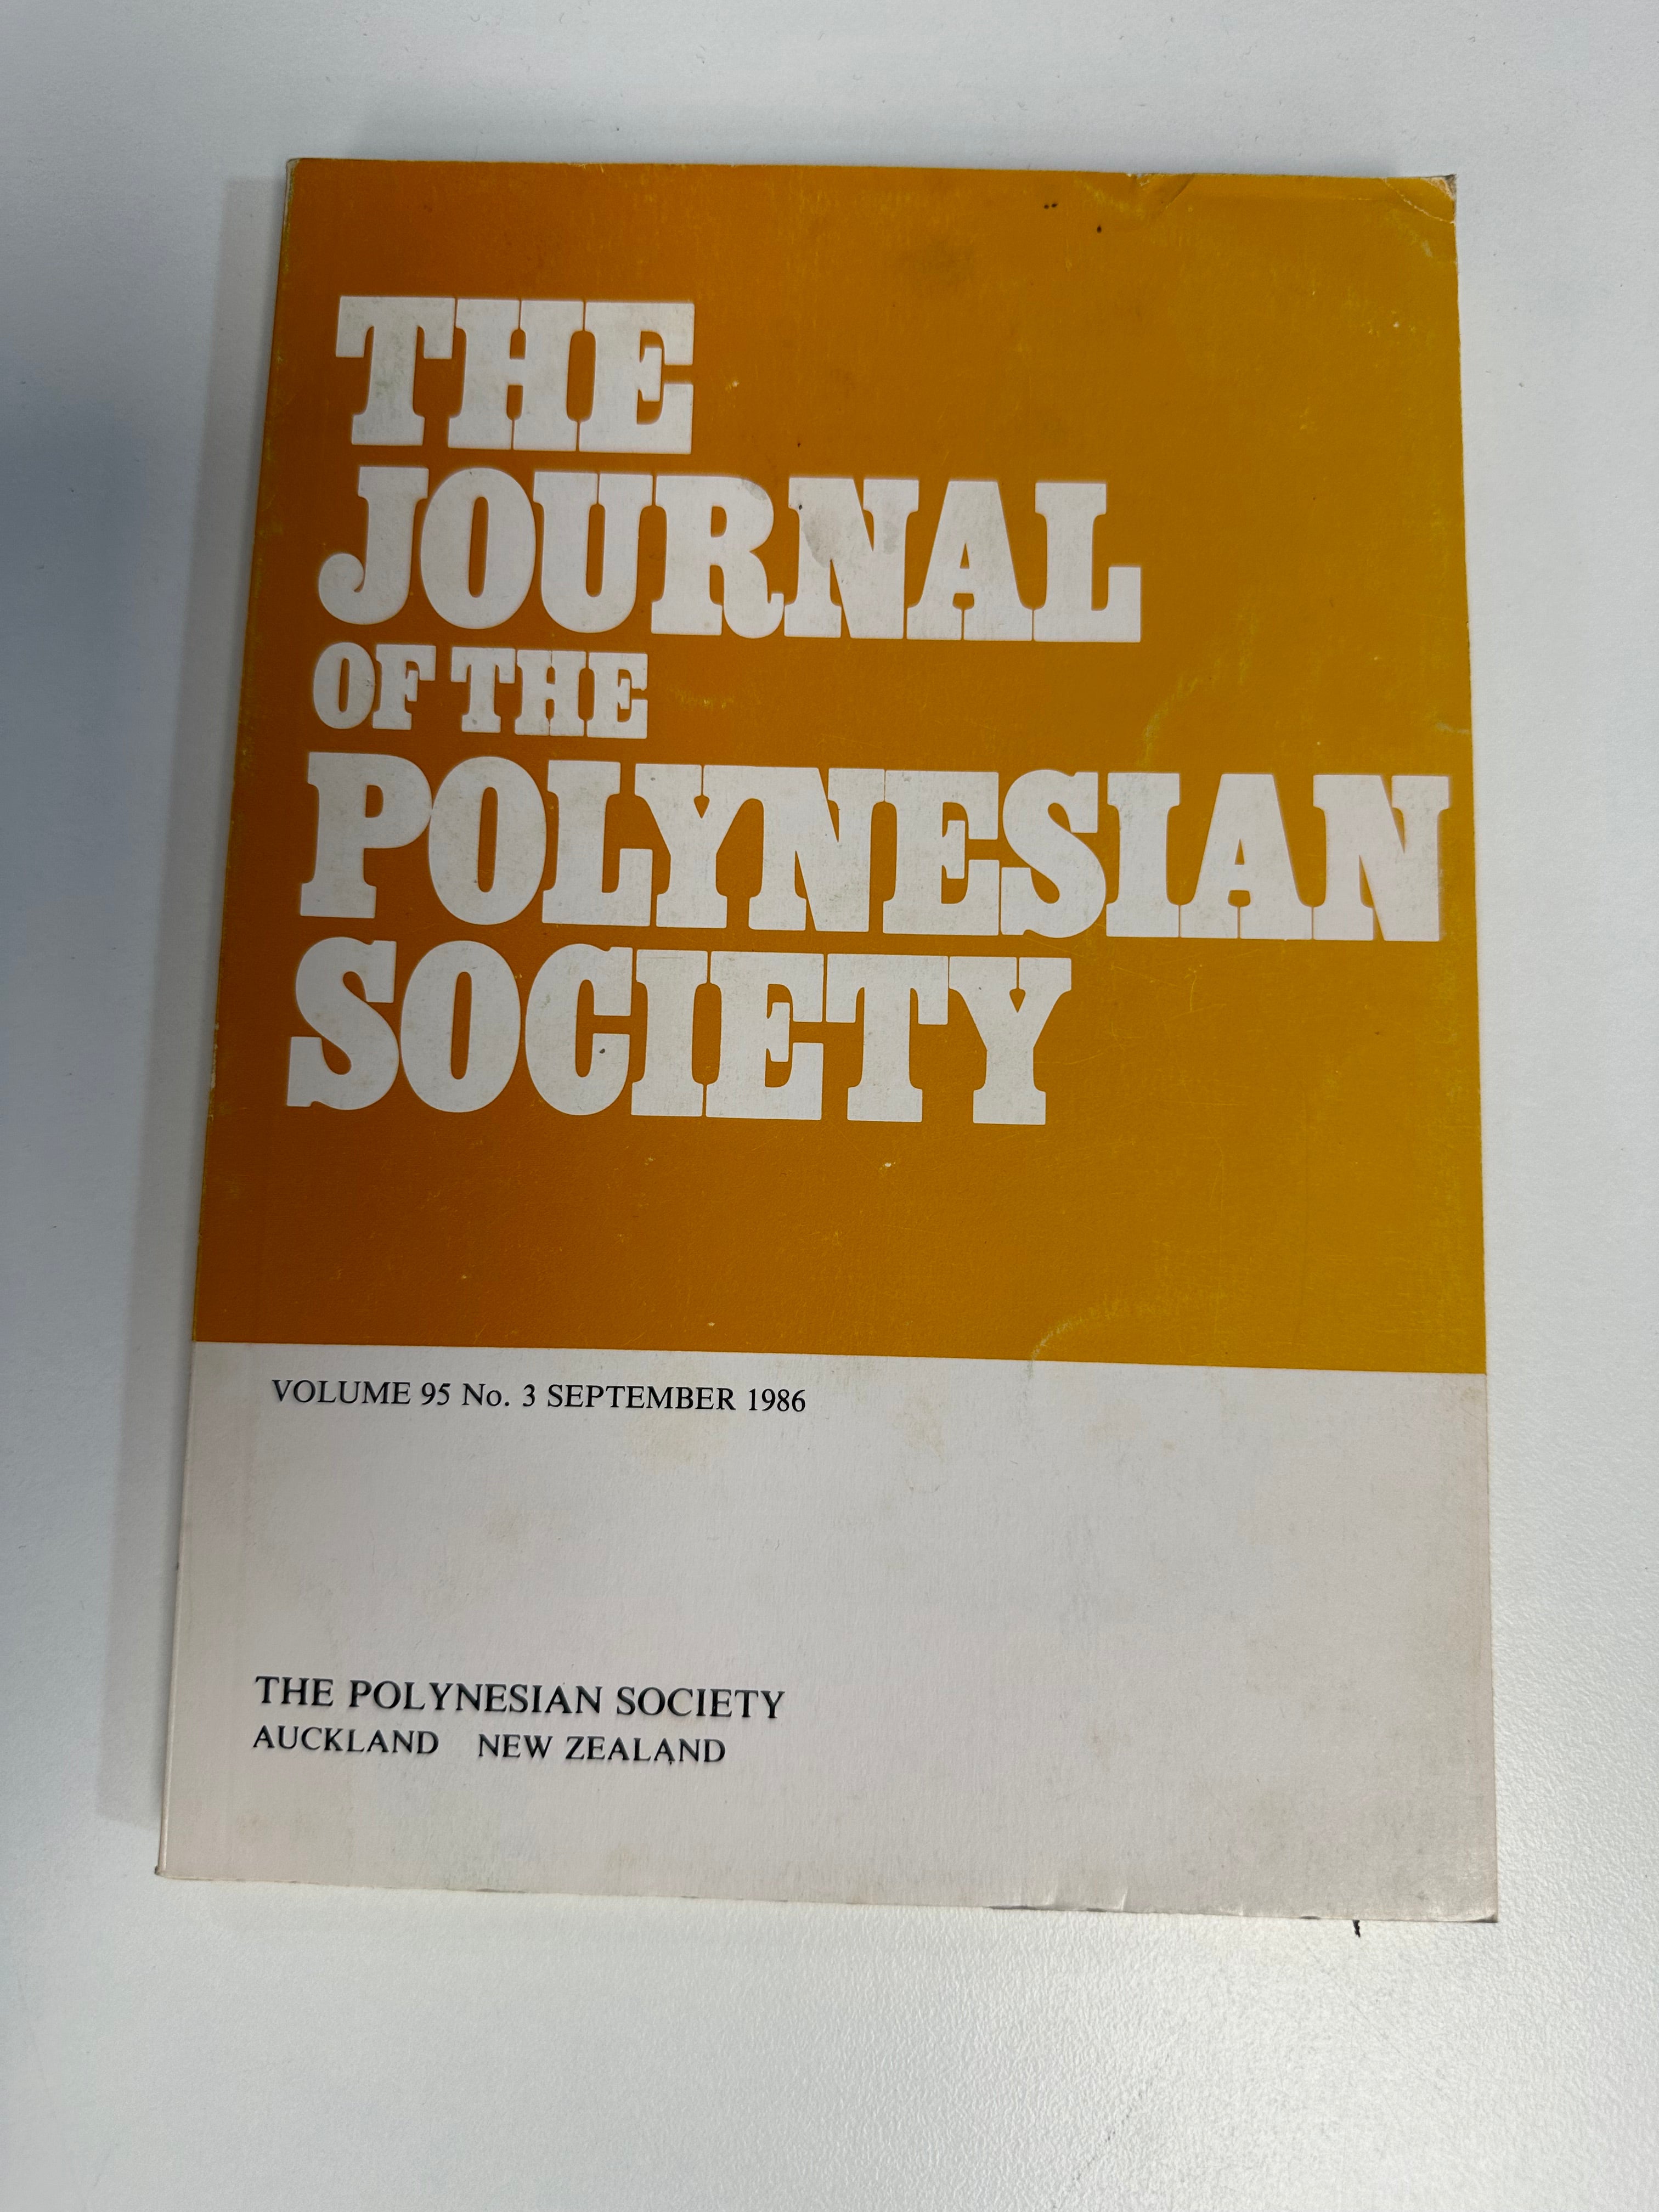 THE
JOURNAL
OF THE
POLYNESIAN
SOCIETY
VOLUME 95 No. 3 SEPTEMBER 1986
THE POLYNESIAN SOCIETY
AUCKLAND NEW ZEALAND